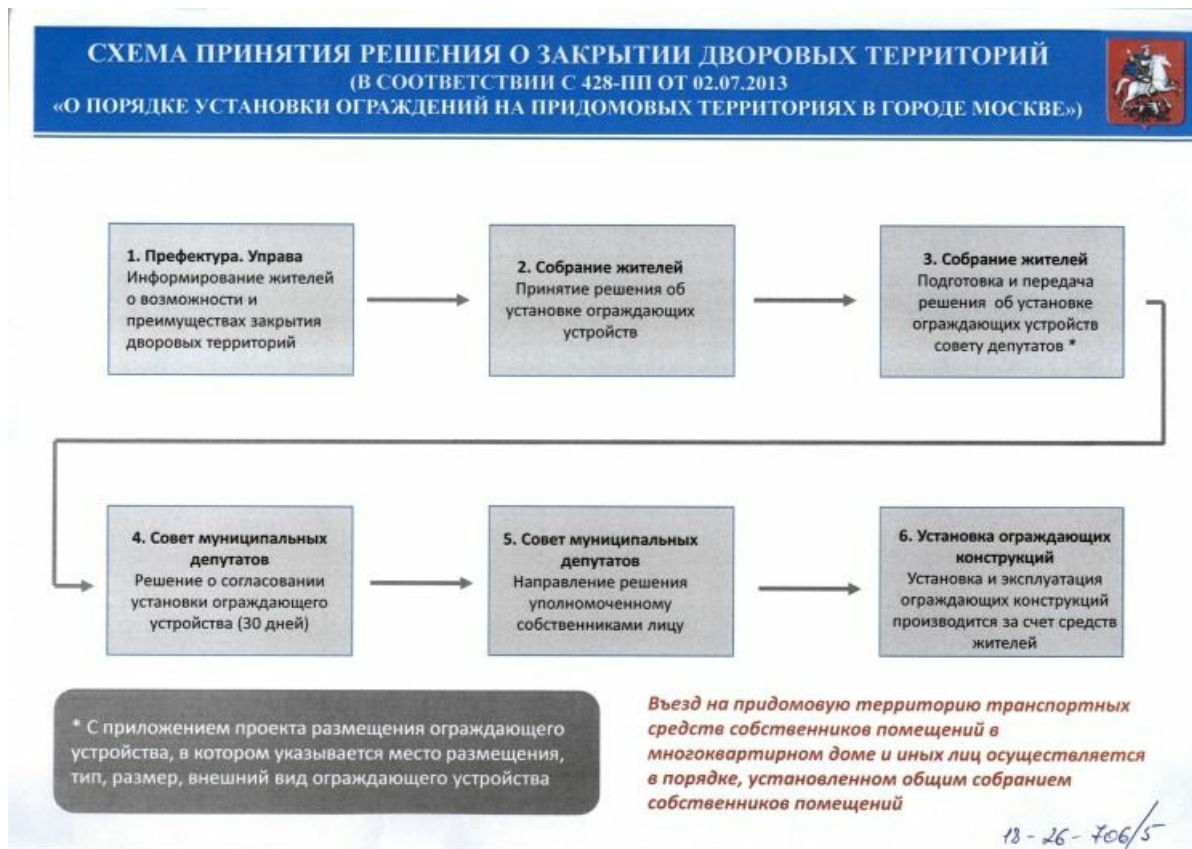 СХЕМА ПРИНЯТИЯ РЕШЕНИЯ О ЗАКРЫТИИ ДВОРОВЫХ ТЕРРИТОРИЙ
(В СООТВЕТСТВИИ С 428-ПП ОТ 02.07.2013
«О ПОРЯДКЕ УСТАНОВКИ ОГРАЖДЕНИЙ НА ПРИДОМОВЫХ ТЕРРИТОРИЯХ В ГОРОДЕ МОСКВЕ»)
1. Префектура. Управа
Информирование жителей
о возможности и
преимуществах закрытия
дворовых территорий
2. Собрание жителей
Принятие решения об
установке ограждающих
устройств
3. Собрание жителей
Подготовка и передача
решения об установке
ограждающих устройств
совету депутатов *
4. Совет муниципальных
депутатов
Решение о согласовании
установки ограждающего
устройства (30 дней)
5. Совет муниципальных
депутатов
Направление решения
уполномоченному
собственниками лицу
6. Установка ограждающих
конструкций
Установка и эксплуатация
ограждающих конструкций
производится за счет средств
жителей
* С приложением проекта размещения ограждающего
устройства, в котором указывается место размещения,
тип, размер, внешний вид ограждающего устройства
Въезд на придомовую территорию транспортных
средств собственников помещений в
многоквартирном доме и иных лиц осуществляется
в порядке, установленном общим собранием
собственников помещений
18-26-706/5